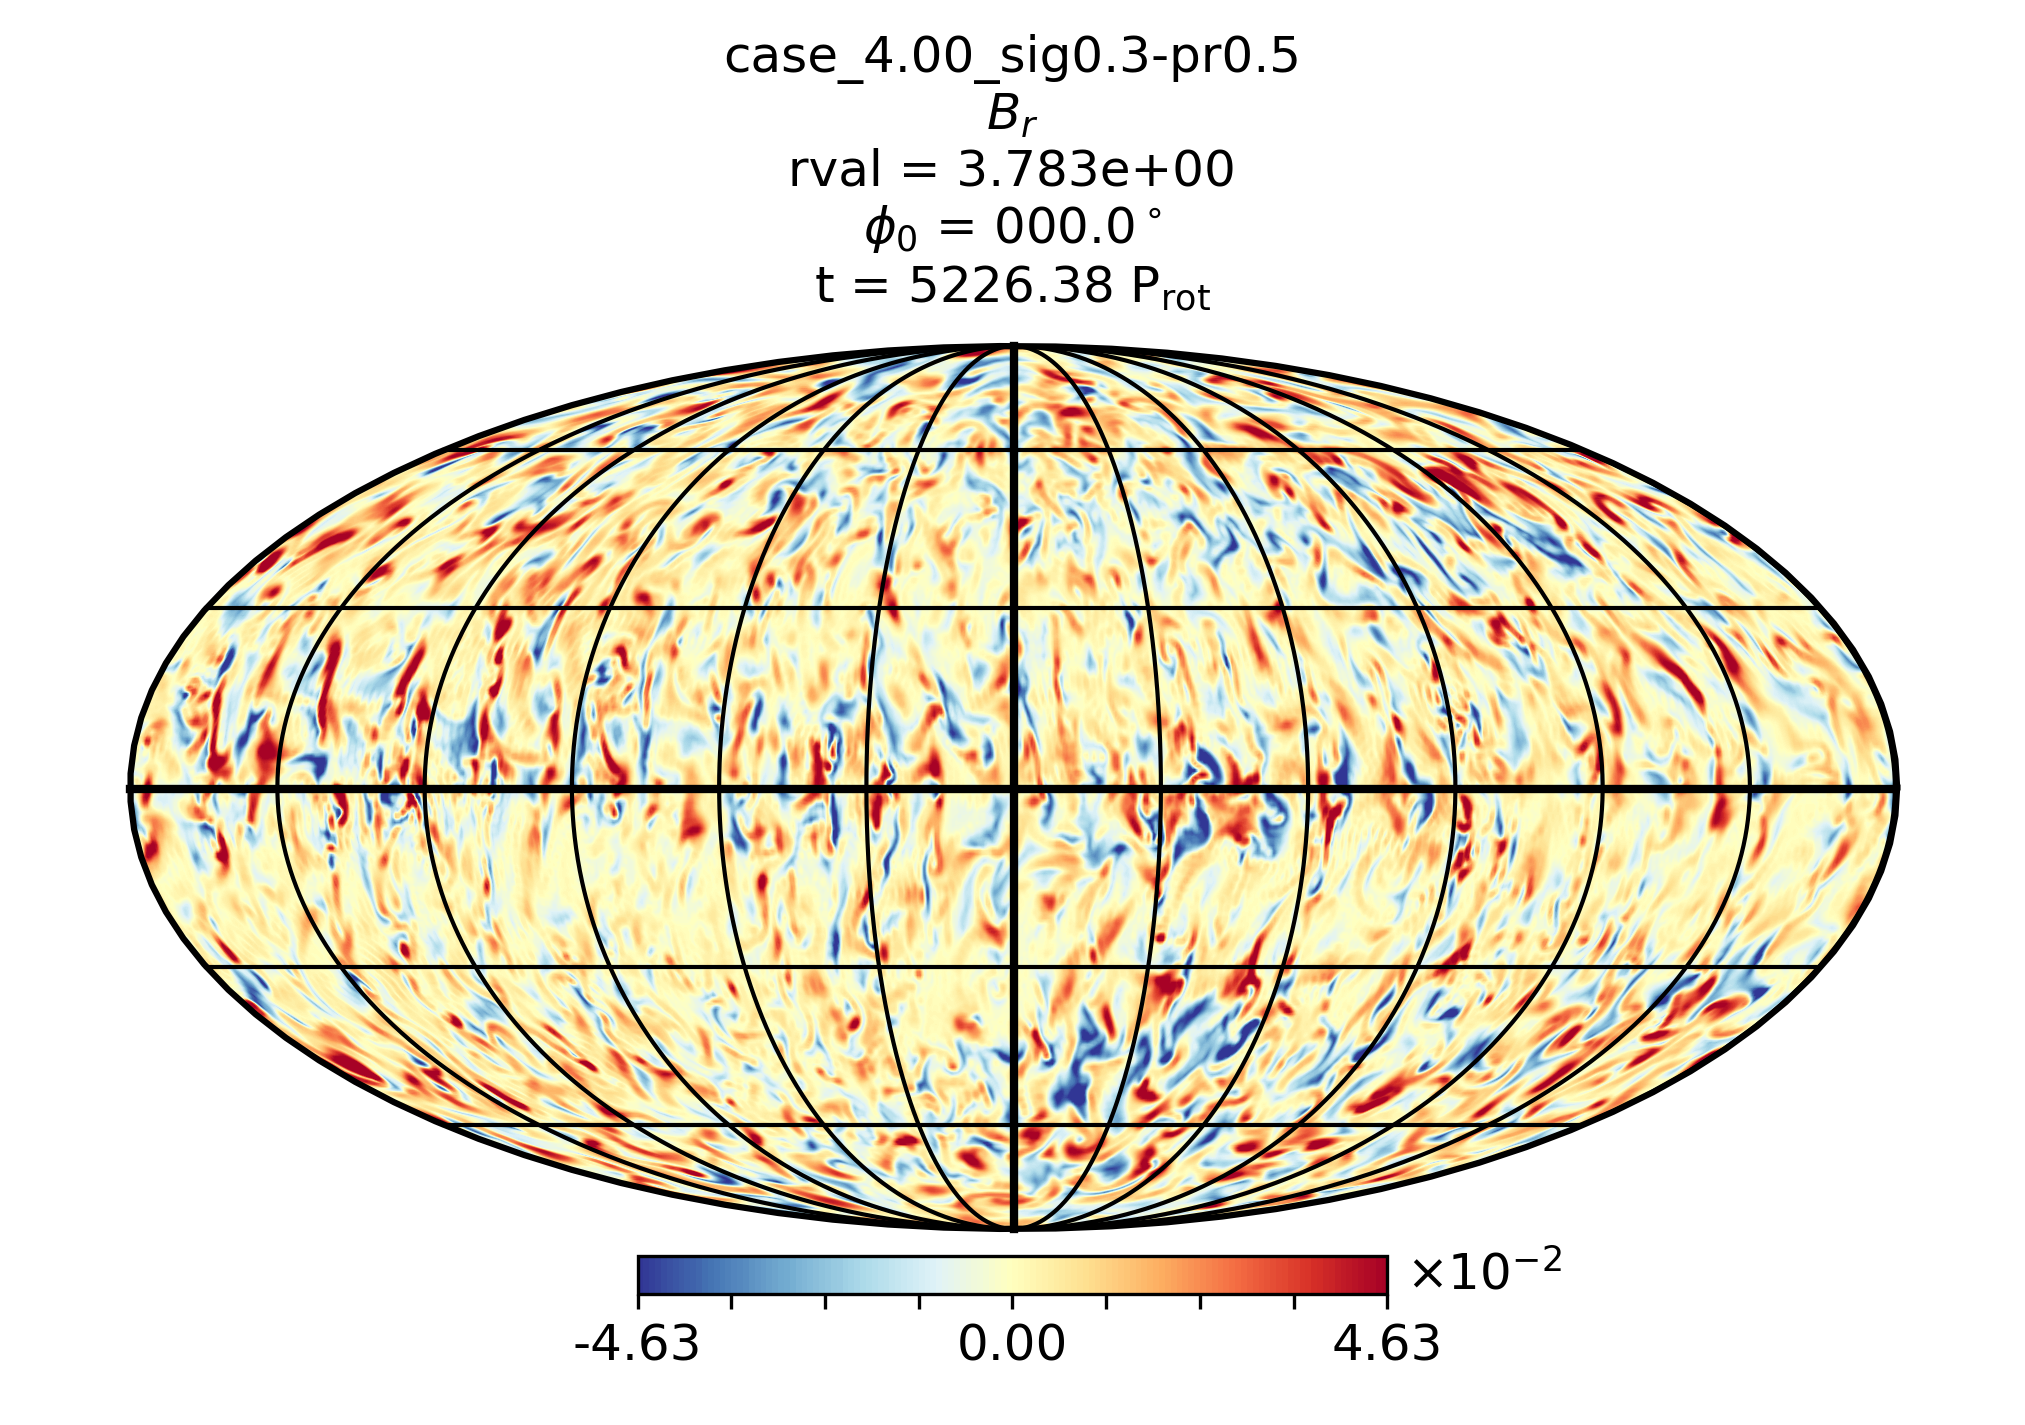 case_4.00_sig0.3-pr0.5
B_r
rval = 3.783e+00
ϕ₀ = 000.0°
t = 5226.38 P_rot
×10⁻²
-4.63 0.00 4.63